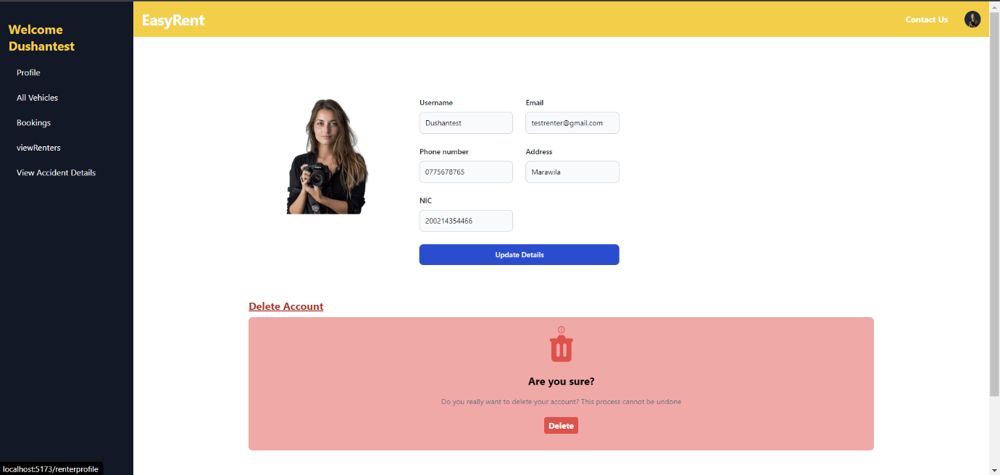 Welcome
Dushantest
Profile
All Vehicles
Bookings
viewRenters
View Accident Details
EasyRent
Contact Us
Username
Email
Dushantest
testrenter@gmail.com
Phone number
Address
0775678765
Marawila
NIC
200214354466
Update Details
Delete Account
Are you sure?
Do you really want to delete your account? This process cannot be undone
Delete
localhost:5173/renterprofile